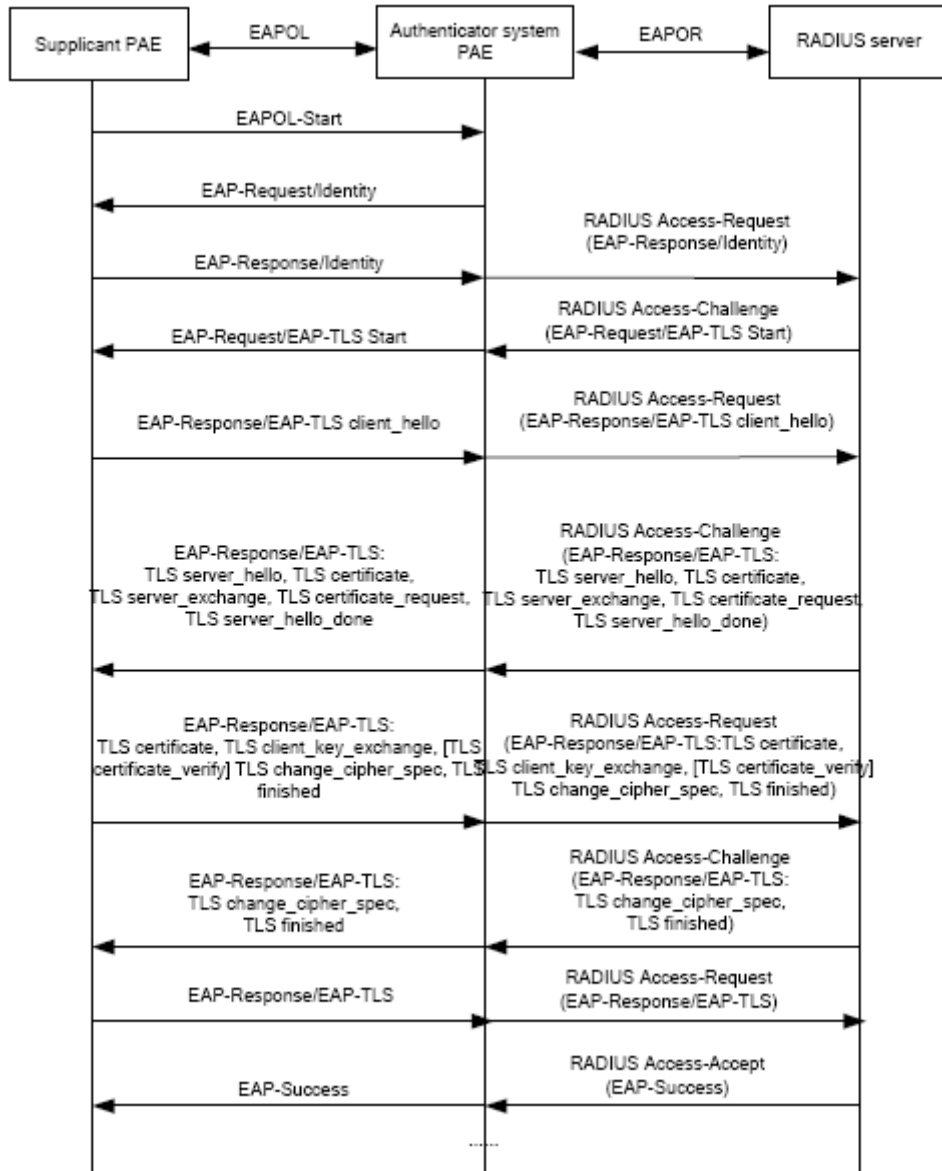 Supplicant PAE
EAPOL
Authenticator system
PAE
EAPOR
RADIUS server
EAPOL-Start
EAP-Request/Identity
RADIUS Access-Request
(EAP-Response/Identity)
EAP-Response/Identity
RADIUS Access-Challenge
(EAP-Request/EAP-TLS Start)
EAP-Request/EAP-TLS Start
RADIUS Access-Request
(EAP-Response/EAP-TLS client_hello)
EAP-Response/EAP-TLS client_hello
EAP-Response/EAP-TLS:
TLS server_hello, TLS certificate,
TLS server_exchange, TLS certificate_request,
TLS server_hello_done
RADIUS Access-Challenge
(EAP-Response/EAP-TLS:
TLS server_hello, TLS certificate,
TLS server_exchange, TLS certificate_request,
TLS server_hello_done)
EAP-Response/EAP-TLS:
TLS certificate, TLS client_key_exchange, [TLS
certificate_verify] TLS change_cipher_spec, TLS
finished
RADIUS Access-Request
(EAP-Response/EAP-TLS:TLS certificate,
TLS client_key_exchange, [TLS certificate_verify]
TLS change_cipher_spec, TLS finished)
EAP-Response/EAP-TLS:
TLS change_cipher_spec,
TLS finished
RADIUS Access-Challenge
(EAP-Response/EAP-TLS:
TLS change_cipher_spec,
TLS finished)
EAP-Response/EAP-TLS
RADIUS Access-Request
(EAP-Response/EAP-TLS)
EAP-Success
RADIUS Access-Accept
(EAP-Success)
......